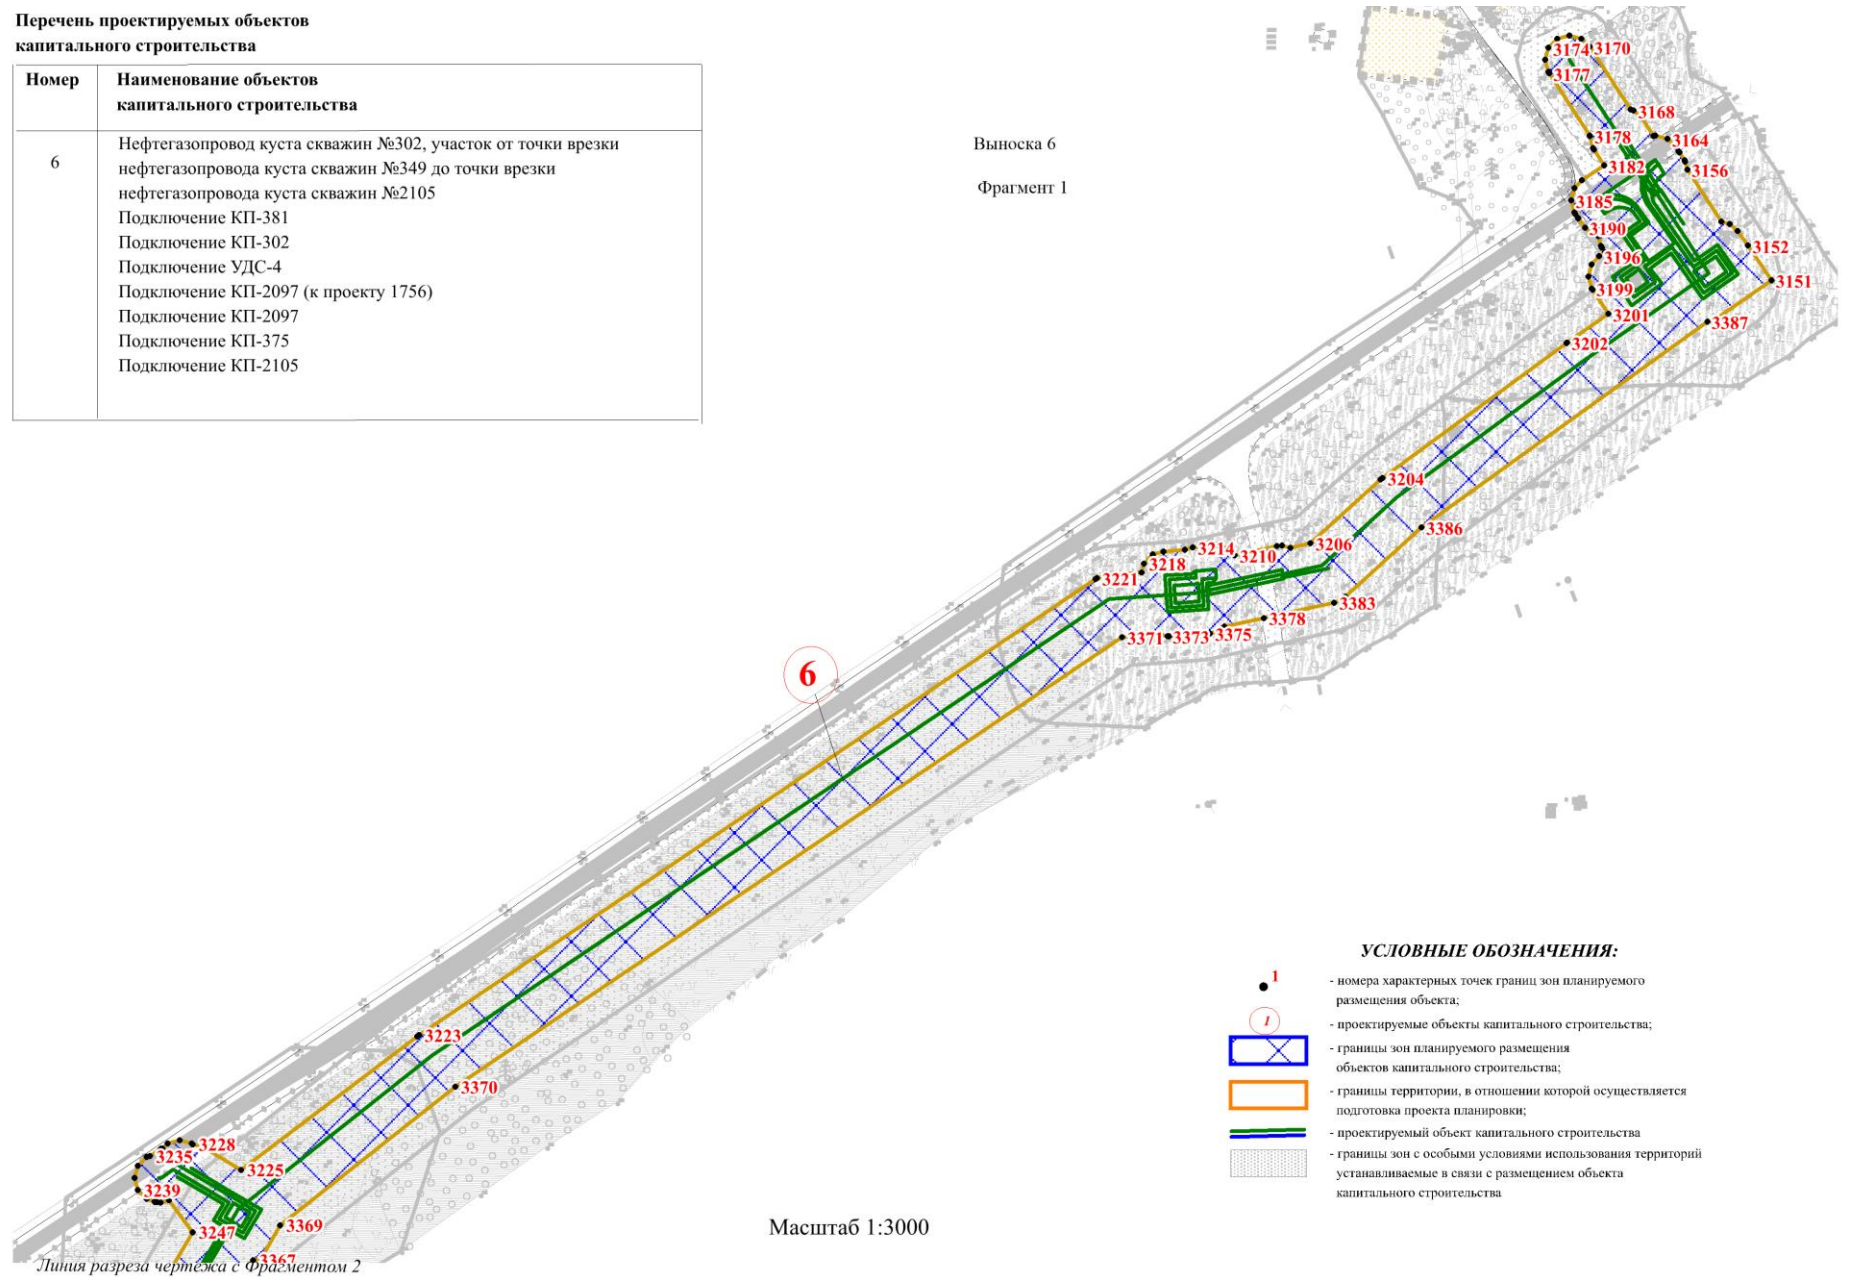 Перечень проектируемых объектов
капитального строительства
Номер
Наименование объектов
капитального строительства
6
Нефтегазопровод куста скважин №302, участок от точки врезки
нефтегазопровода куста скважин №349 до точки врезки
нефтегазопровода куста скважин №2105
Подключение КП-381
Подключение КП-302
Подключение УДС-4
Подключение КП-2097 (к проекту 1756)
Подключение КП-2097
Подключение КП-375
Подключение КП-2105
Выноска 6
Фрагмент 1
3174
3170
3177
3168
3178
3164
3182
3156
3185
3190
3152
3196
3151
3199
3201
3387
3202
3204
3386
3206
3214
3210
3218
3221
3383
3378
3375
3373
3371
6
3223
3370
3228
3235
3225
3239
3369
3247
3367
Линия разреза чертежа с Фрагментом 2
Масштаб 1:3000
УСЛОВНЫЕ ОБОЗНАЧЕНИЯ:
1
- номера характерных точек границ зон планируемого
размещения объекта;
1
- проектируемые объекты капитального строительства;
- границы зон планируемого размещения
объектов капитального строительства;
- границы территории, в отношении которой осуществляется
подготовка проекта планировки;
- проектируемый объект капитального строительства
- границы зон с особыми условиями использования территорий
устанавливаемые в связи с размещением объекта
капитального строительства